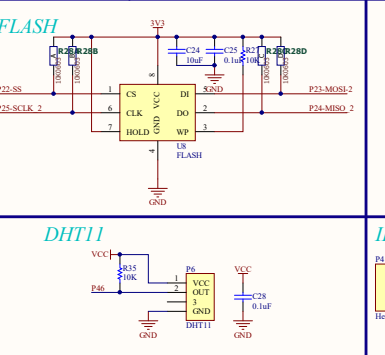 FLASH
3V3
R28A
R28B
C24
10uF
C25
0.1uF
R27
10K
R28D
GND
P22-SS
1
CS
VCC
8
DI
5
P23-MOSI-2
P25-SCLK_2
6
CLK
DO
2
P24-MISO_2
7
HOLD
GND
WP
3
4
U8
FLASH
GND
DHT11
VCC
R35
10K
P46
P6
1
VCC
2
OUT
3
GND
DHT11
GND
VCC
C28
0.1uF
GND
P4